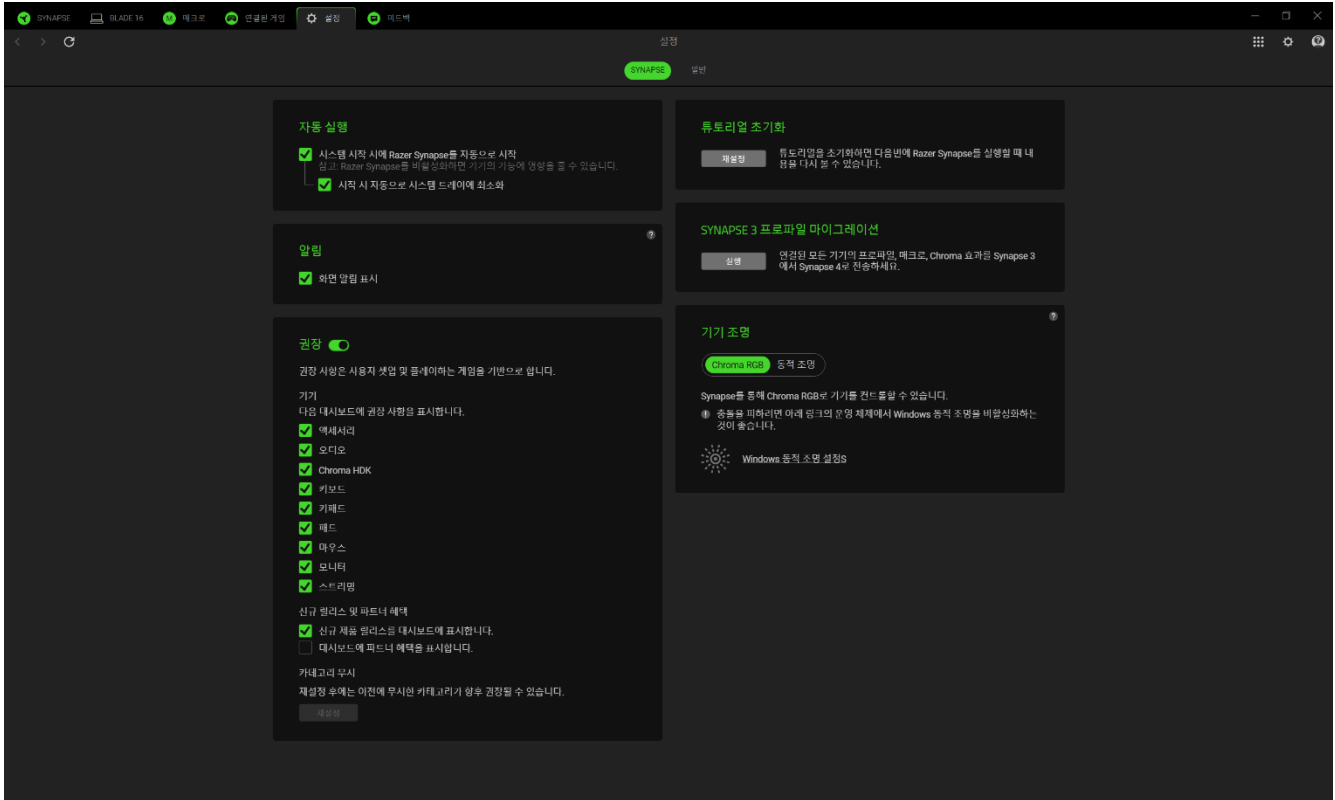 SYNAPSE
BLADE 16
매크로
연결된 게임
설정
피드백
설정
SYNAPSE
일반
자동 실행
시스템 시작 시에 Razer Synapse를 자동으로 시작
참고: Razer Synapse를 비활성화하면 기기의 기능에 영향을 줄 수 있습니다.
시작 시 자동으로 시스템 트레이에 최소화
알림
화면 알림 표시
권장
권장 사항은 사용자 셋업 및 플레이하는 게임을 기반으로 합니다.
기기
다음 대시보드에 권장 사항을 표시합니다.
액세서리
오디오
Chroma HDK
키보드
키패드
패드
마우스
모니터
스트리밍
신규 릴리스 및 파트너 혜택
신규 제품 릴리스를 대시보드에 표시합니다.
대시보드에 파트너 혜택을 표시합니다.
카테고리 무시
재설정 후에는 이전에 무시한 카테고리가 향후 권장될 수 있습니다.
재설정
튜토리얼 초기화
재설정
튜토리얼을 초기화하면 다음번에 Razer Synapse를 실행할 때 내
용을 다시 볼 수 있습니다.
SYNAPSE 3 프로파일 마이그레이션
실행
연결된 모든 기기의 프로파일, 매크로, Chroma 효과를 Synapse 3
에서 Synapse 4로 전송하세요.
기기 조명
Chroma RGB
동적 조명
Synapse를 통해 Chroma RGB로 기기를 컨트롤할 수 있습니다.
충돌을 피하려면 아래 링크의 운영 체제에서 Windows 동적 조명을 비활성화하는
것이 좋습니다.
Windows 동적 조명 설정S